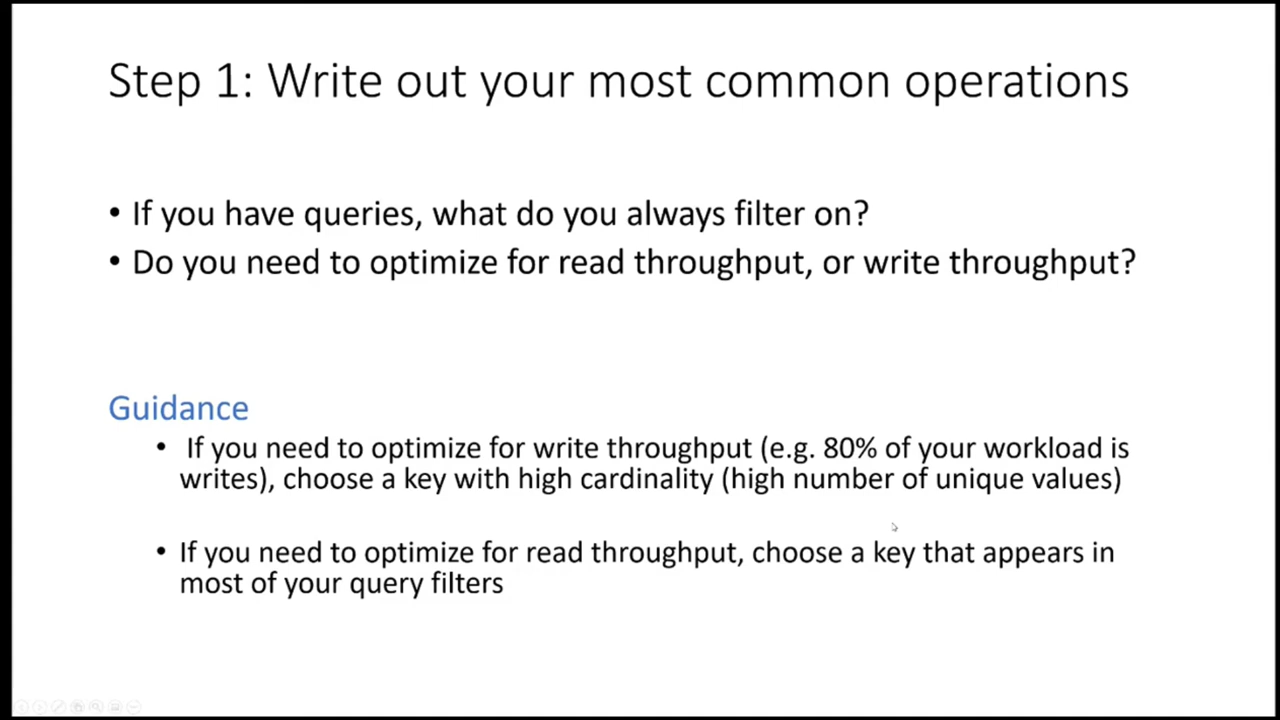 Step 1: Write out your most common operations
• If you have queries, what do you always filter on?
• Do you need to optimize for read throughput, or write throughput?
Guidance
• If you need to optimize for write throughput (e.g. 80% of your workload is
writes), choose a key with high cardinality (high number of unique values)
• If you need to optimize for read throughput, choose a key that appears in
most of your query filters